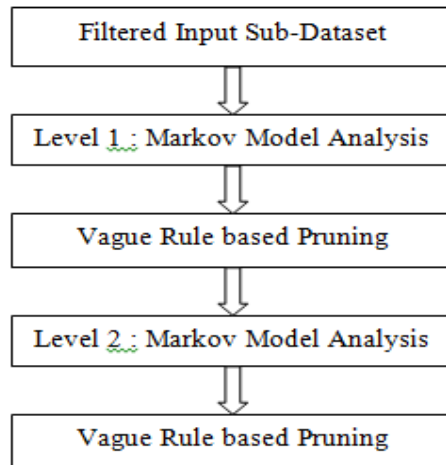 Filtered Input Sub-Dataset
Level 1 : Markov Model Analysis
Vague Rule based Pruning
Level 2 : Markov Model Analysis
Vague Rule based Pruning